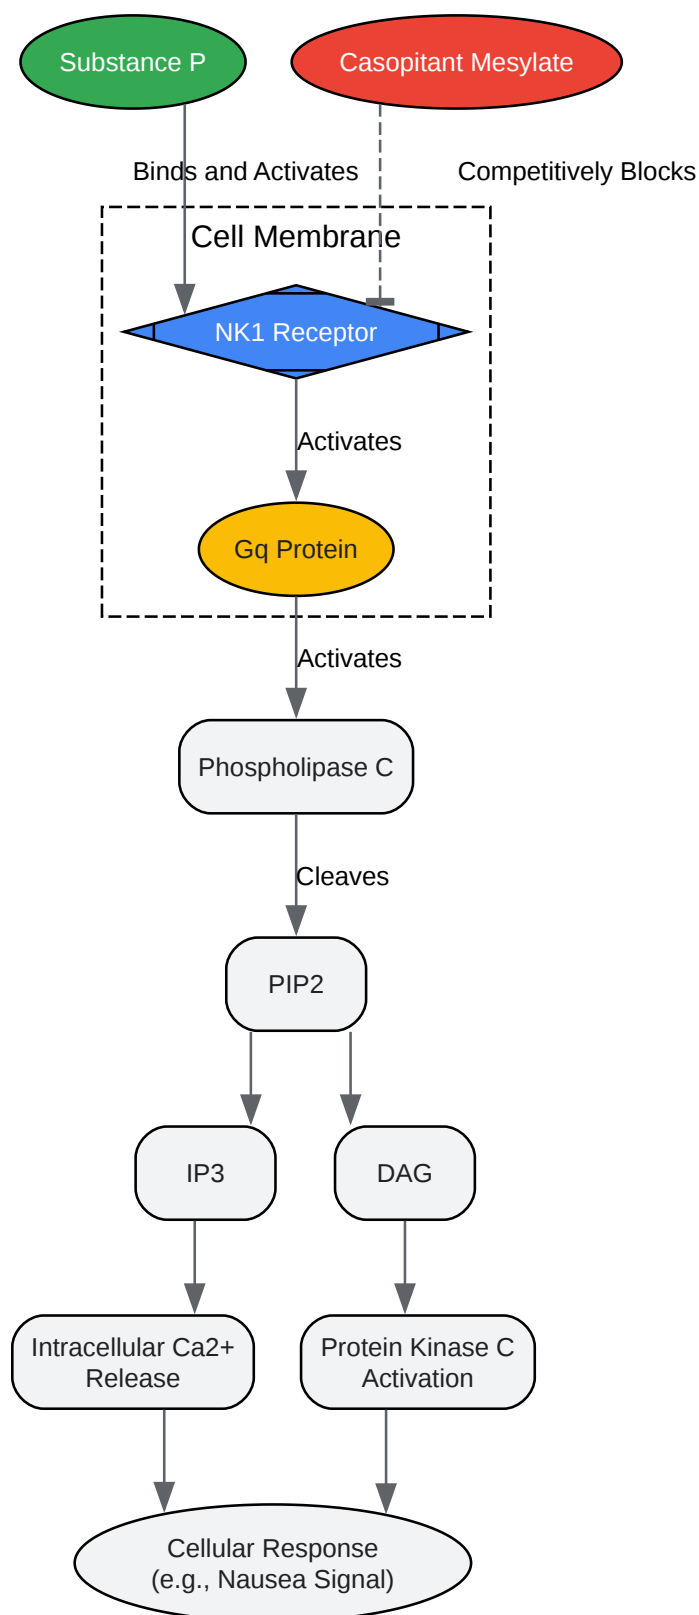 Substance P
Casopitant Mesylate
Binds and Activates
Competitively Blocks
Cell Membrane
NK1 Receptor
Activates
Gq Protein
Activates
Phospholipase C
Cleaves
PIP2
IP3
DAG
Intracellular Ca2+
Release
Protein Kinase C
Activation
Cellular Response
(e.g., Nausea Signal)